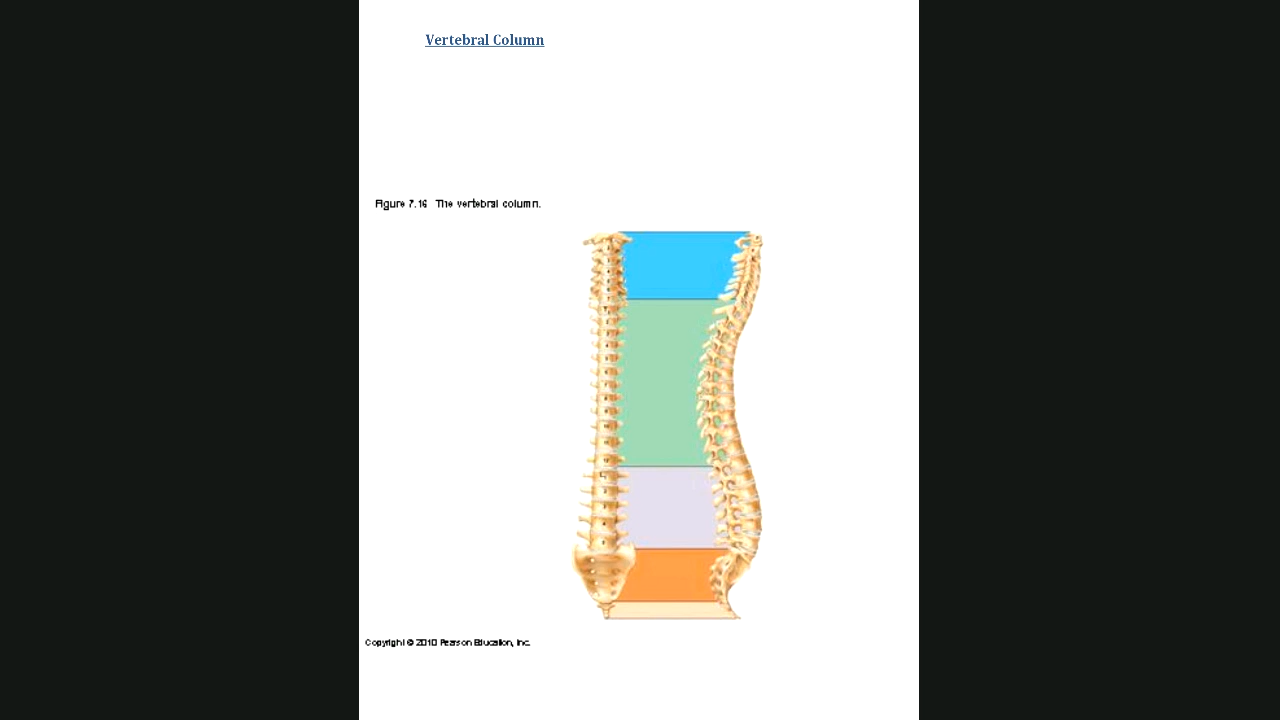 Vertebral Column
Figure 7.16 The vertebral column.
Copyright © 2010 Pearson Education, Inc.